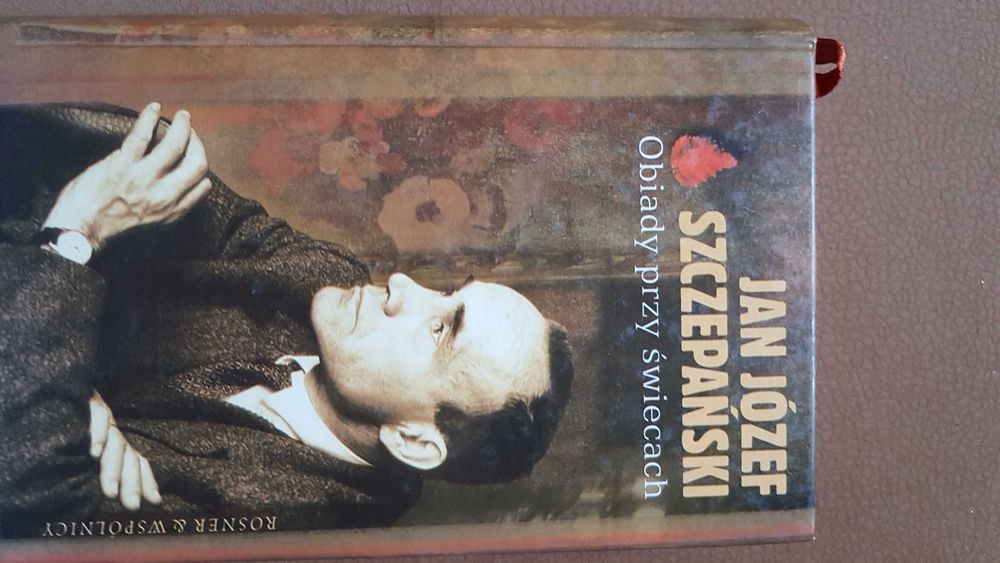 JAN JÓZEF
SZCZEPAŃSKI
Obiady przy świecach
ROSNER & WSPÓLNICY